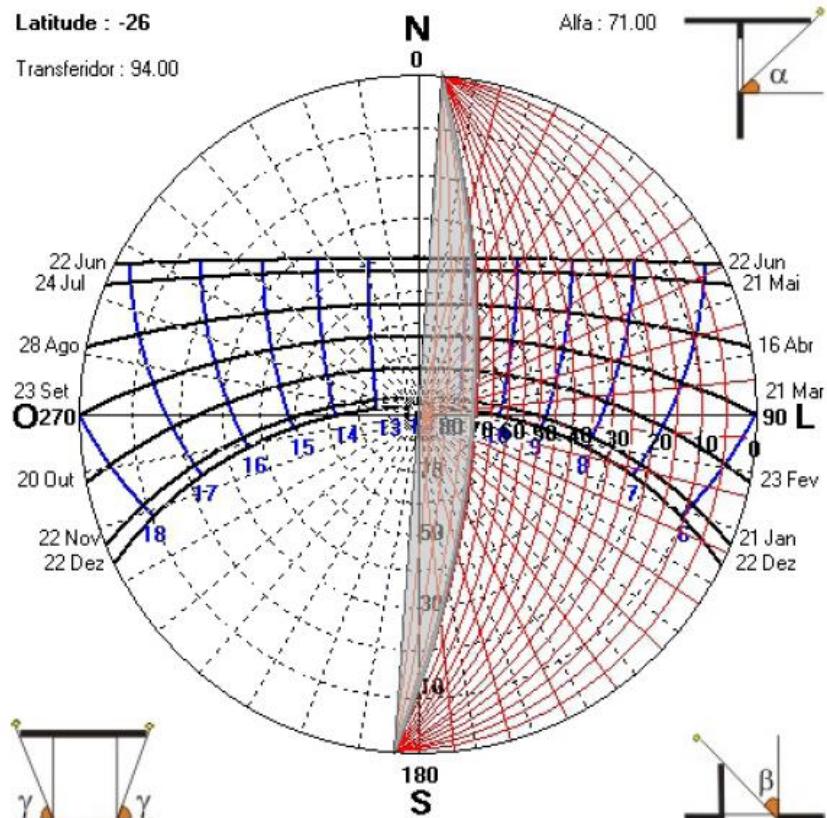 Latitude : -26
N
Alfa : 71.00
Transferidor : 94.00
0
α
22 Jun
22 Jun
24 Jul
21 Mai
28 Ago
16 Abr
23 Set
21 Mar
O 270
90 L
13
80
70 60 50 40 30 20 10 0
14
15
16
17
18
10
9
8
7
6
20 Out
23 Fev
50
22 Nov
21 Jan
22 Dez
22 Dez
30
10
180
S
γ
γ
β